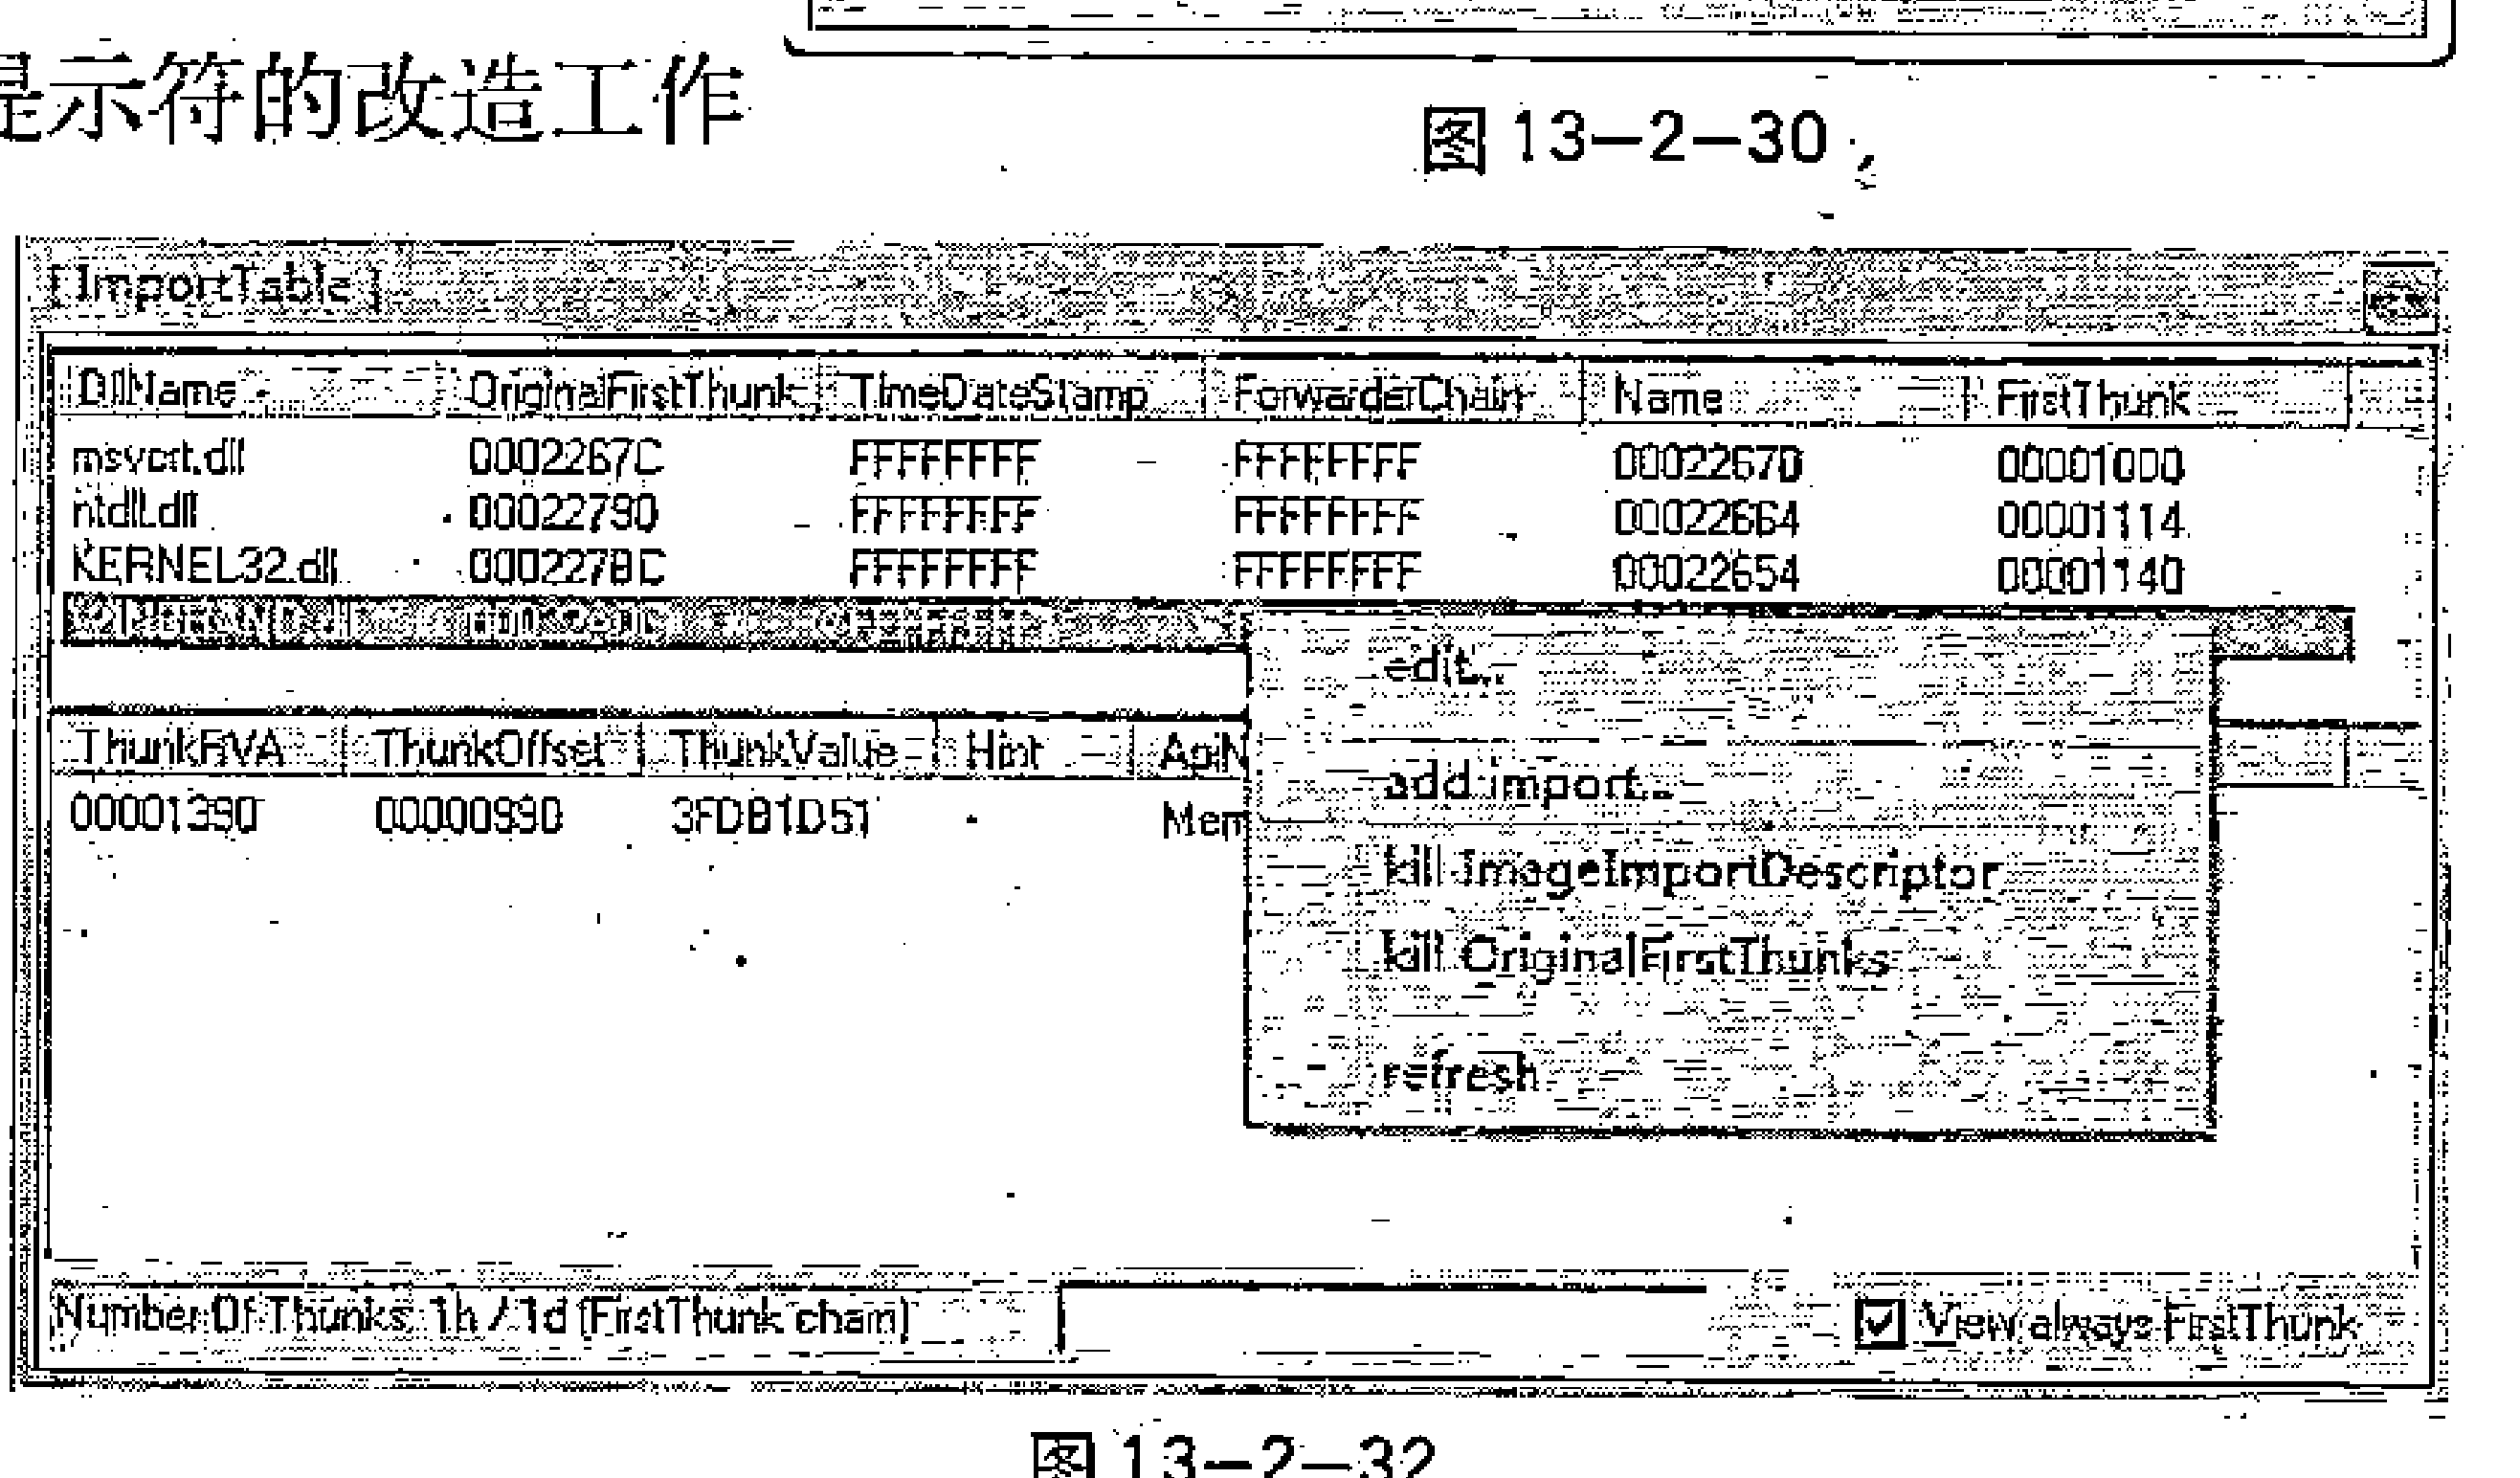 提示符的改造工作
图 13-2-30
[ ImportTable ]
DllName OriginalFirstThunk TimeDateStamp ForwarderChain Name FirstThunk
msvcrt.dll 0002267C FFFFFFFF FFFFFFFF 00022670 00001000
ntdll.dll 00022790 FFFFFFFF FFFFFFFF 00022664 00001114
KERNEL32.dll FFFFFFFF FFFFFFFF 00022654 00001140
edit...
ThunkRVA ThunkOffset ThunkValue Hint ApiN
add import...
00001390 00000990 3FDB1D51 Mem
kill ImageImportDescriptor
kill OriginalFirstThunks
refresh
Number Of Thunks: 1h / 1d (FirstThunk chain)
View always FirstThunk
图 13-2-32